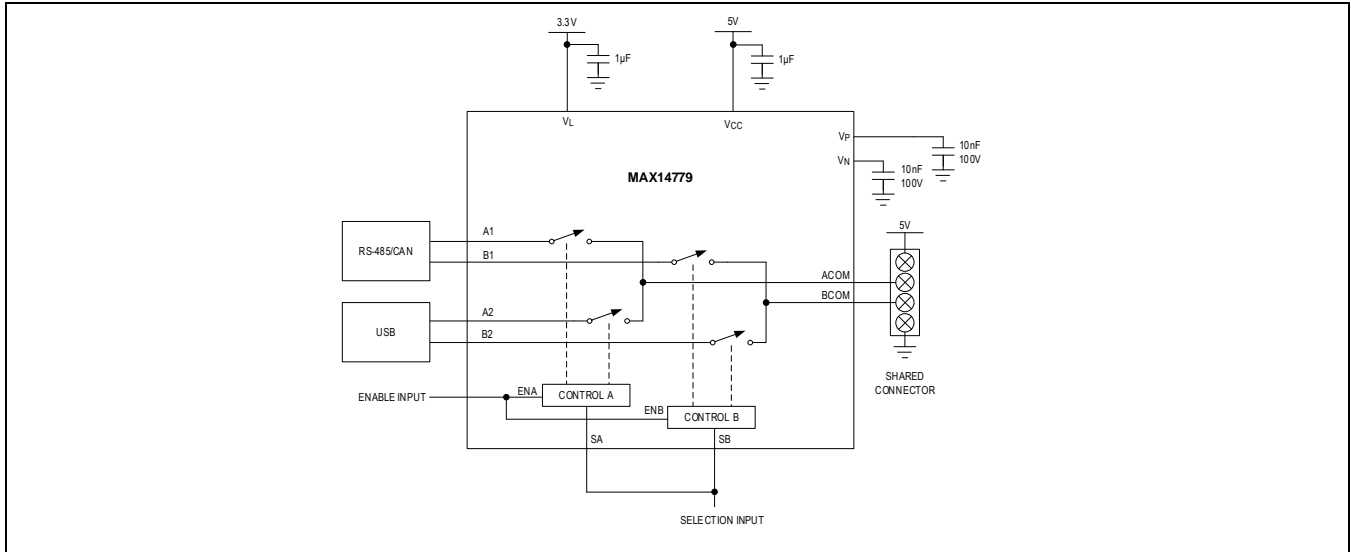 3.3V
1µF
5V
1µF
VL
VCC
VP
10nF
100V
VN
10nF
100V
MAX14779
5V
RS-485/CAN
A1
B1
ACOM
BCOM
USB
A2
B2
SHARED
CONNECTOR
ENABLE INPUT
ENA
CONTROL A
ENB
CONTROL B
SA
SB
SELECTION INPUT